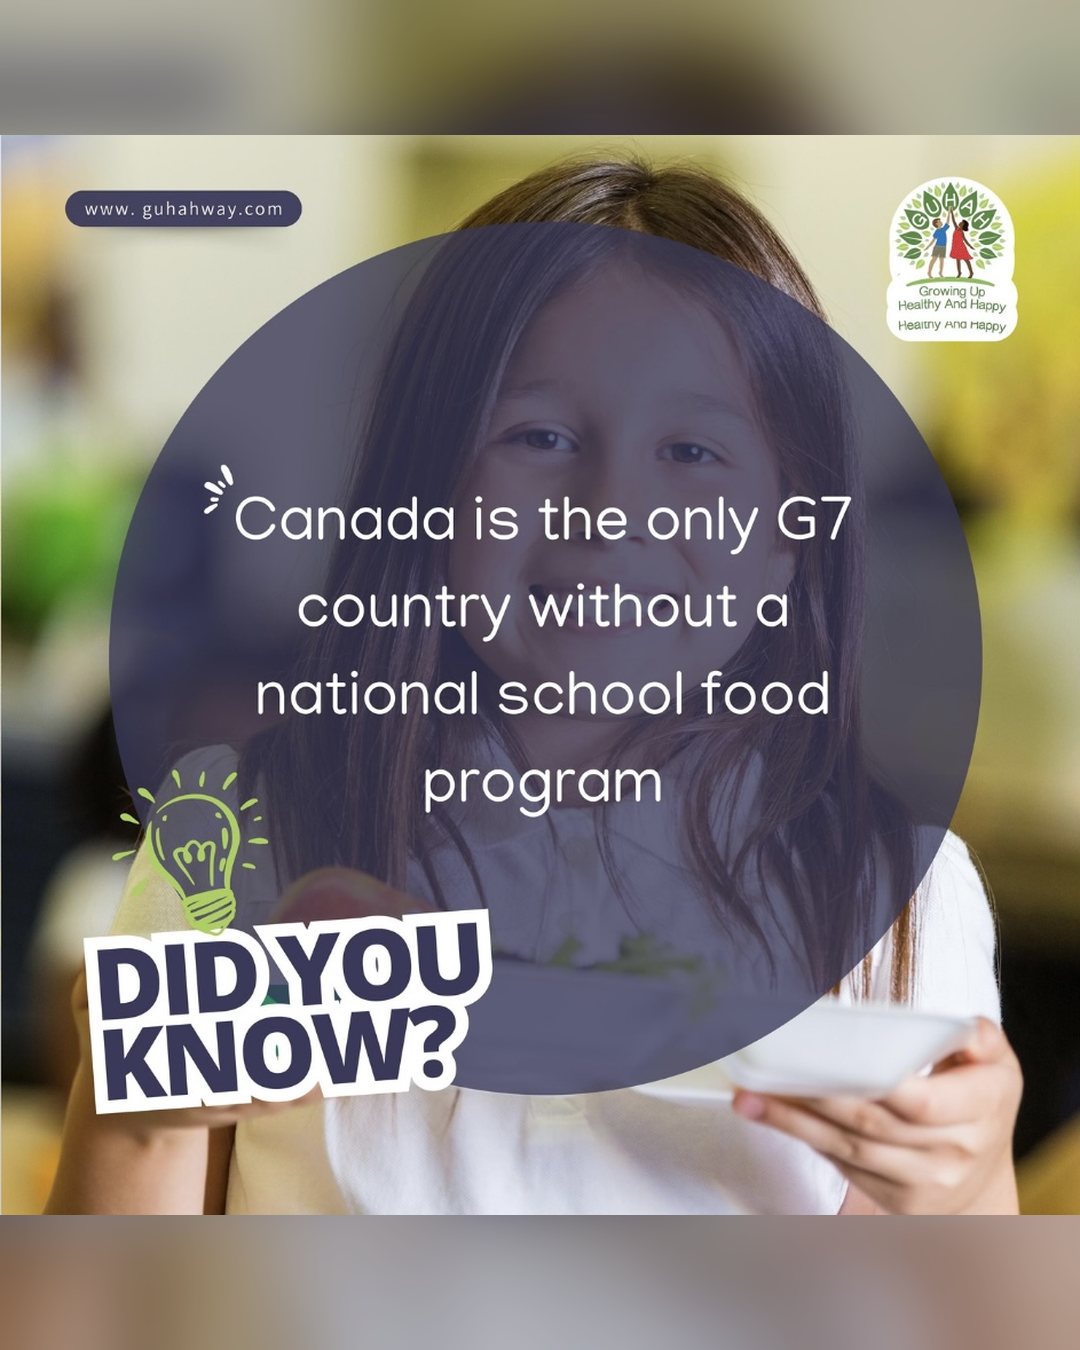 www. guhahway.com
GUHAH
Growing Up
Healthy And Happy
Healthy And Happy
Canada is the only G7
country without a
national school food
program
DID YOU
KNOW?